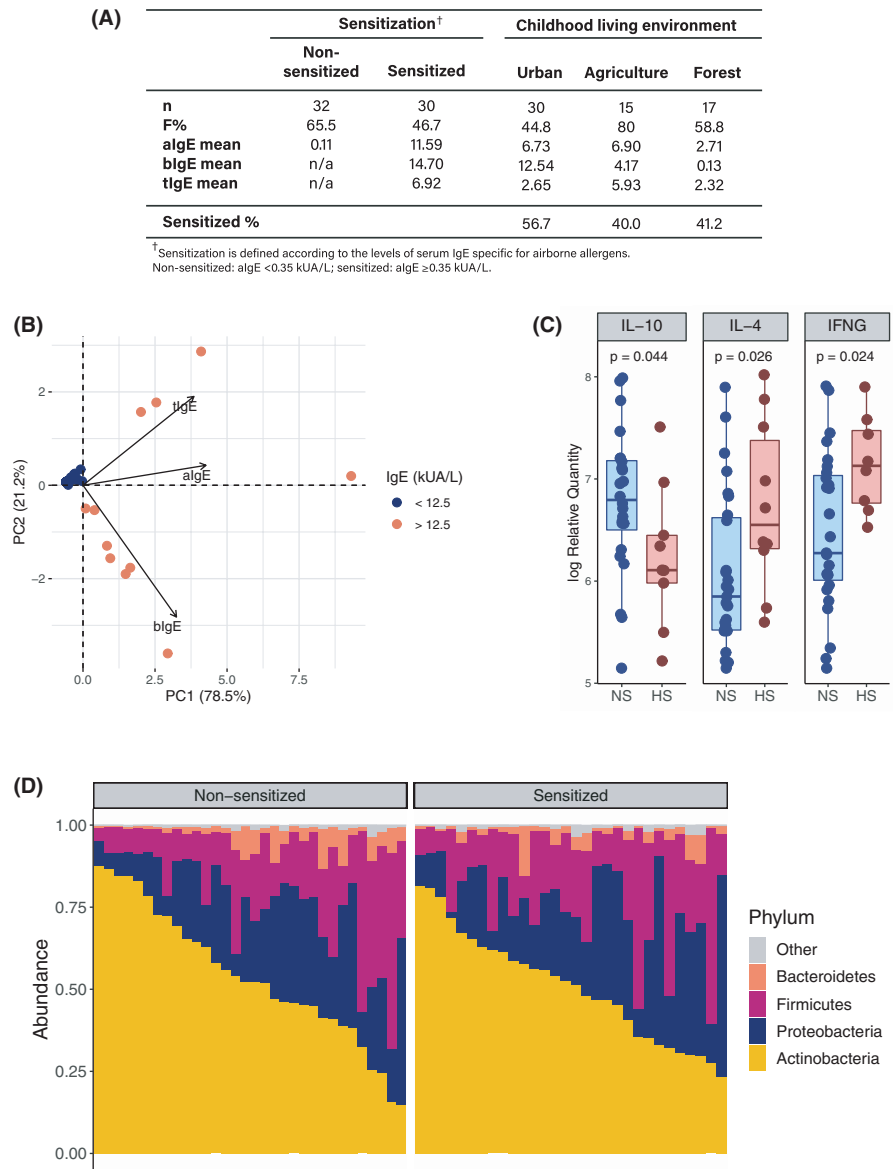 (A)
Sensitization†
Childhood living environment
Non-
sensitized
Sensitized
Urban
Agriculture
Forest
n 32 30 30 15 17
F% 65.5 46.7 44.8 80 58.8
aIgE mean 0.11 11.59 6.73 6.90 2.71
bIgE mean n/a 14.70 12.54 4.17 0.13
tIgE mean n/a 6.92 2.65 5.93 2.32
Sensitized % 56.7 40.0 41.2
†Sensitization is defined according to the levels of serum IgE specific for airborne allergens.
Non-sensitized: aIgE <0.35 kUA/L; sensitized: aIgE ≥0.35 kUA/L.
(B)
PC2 (21.2%)
2
0
−2
tIgE
aIgE
bIgE
0.0 2.5 5.0 7.5
PC1 (78.5%)
IgE (kUA/L)
< 12.5
> 12.5
(C)
IL−10 IL−4 IFNG
p = 0.044 p = 0.026 p = 0.024
log Relative Quantity
8
7
6
5
NS HS NS HS NS HS
(D)
Non−sensitized Sensitized
Abundance
1.00
0.75
0.50
0.25
0.00
Phylum
Other
Bacteroidetes
Firmicutes
Proteobacteria
Actinobacteria